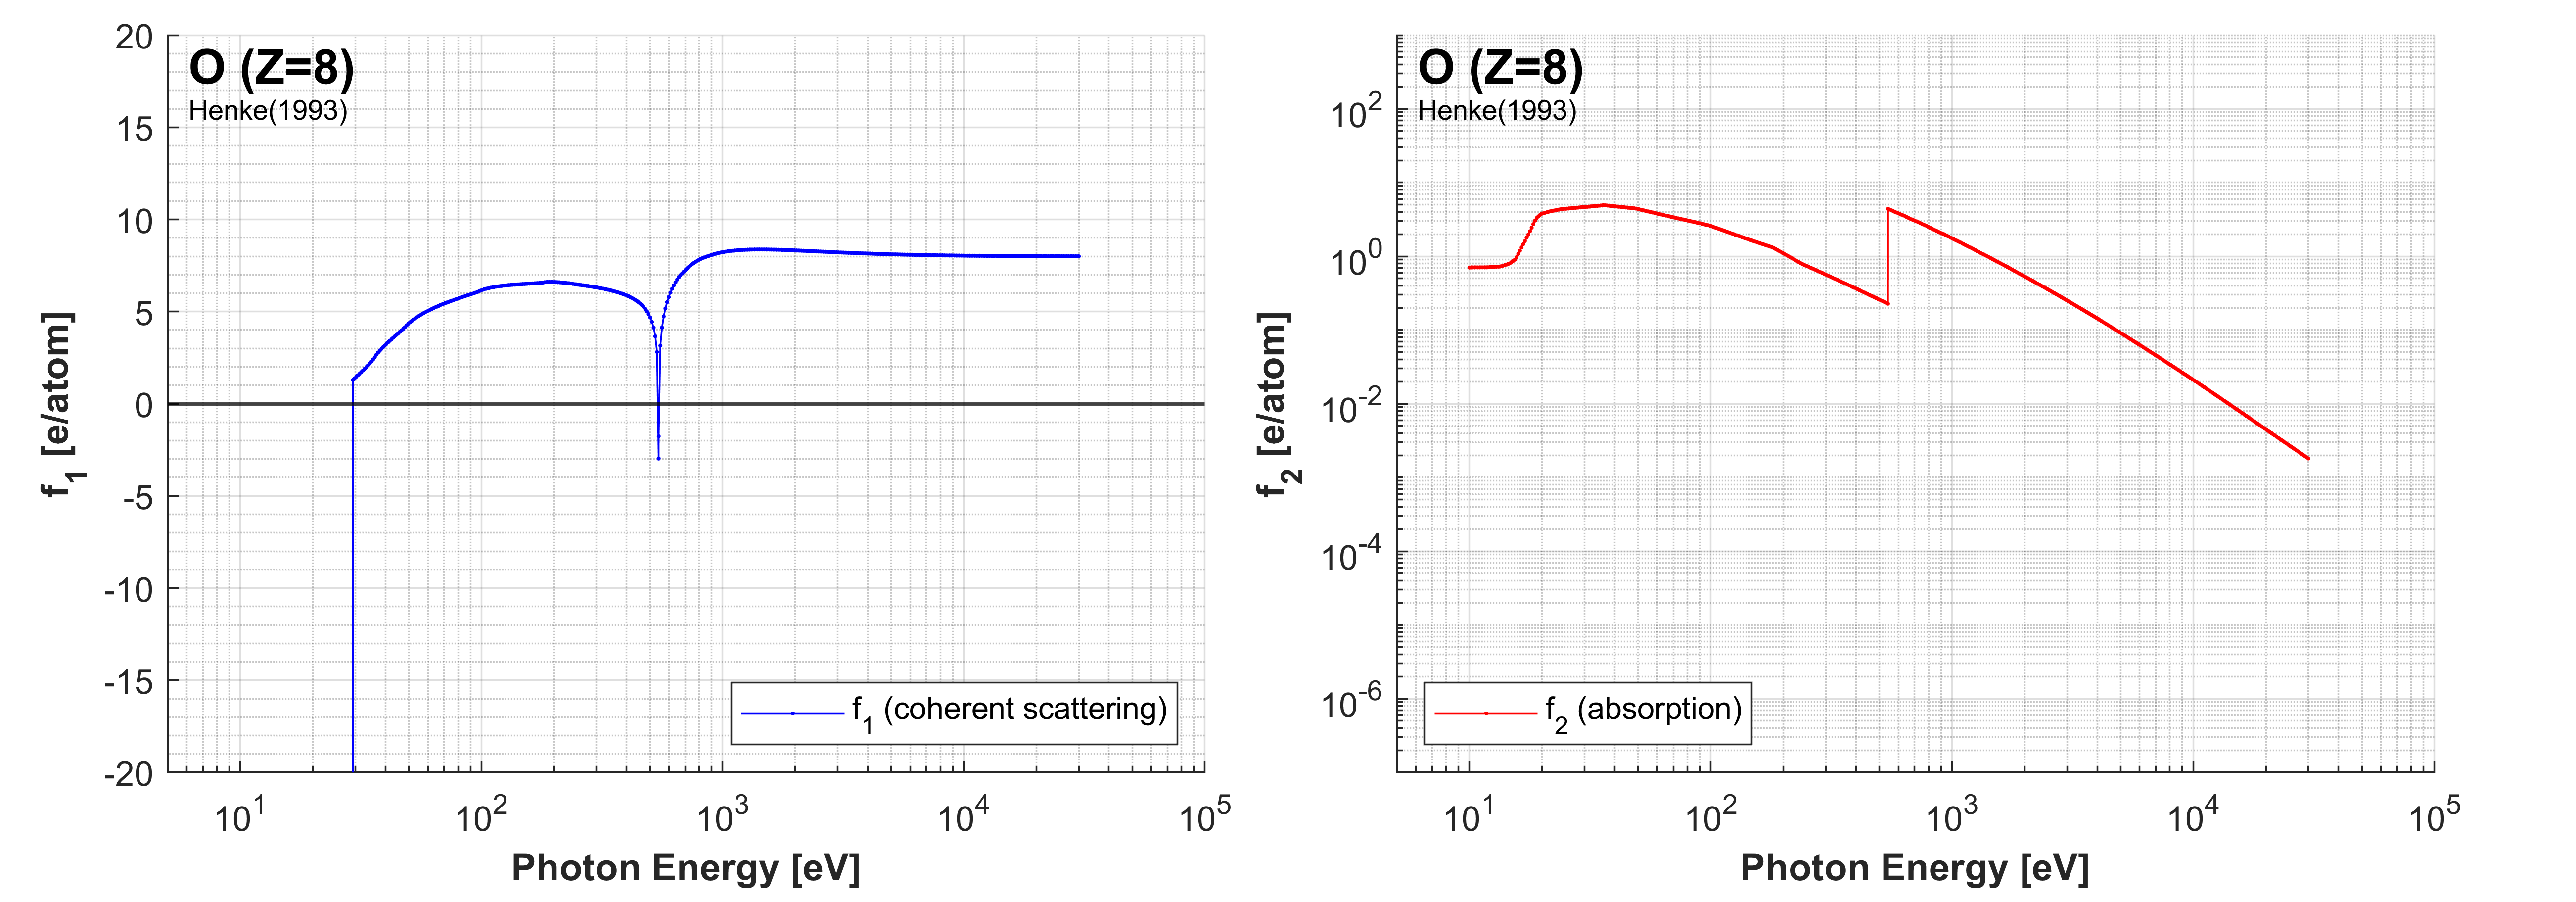 O (Z=8)
Henke(1993)
20
15
10
5
0
-5
-10
-15
-20
f1 [e/atom]
10^1
10^2
10^3
10^4
10^5
Photon Energy [eV]
f1 (coherent scattering)
O (Z=8)
Henke(1993)
10^2
10^0
10^-2
10^-4
10^-6
f2 [e/atom]
10^1
10^2
10^3
10^4
10^5
Photon Energy [eV]
f2 (absorption)